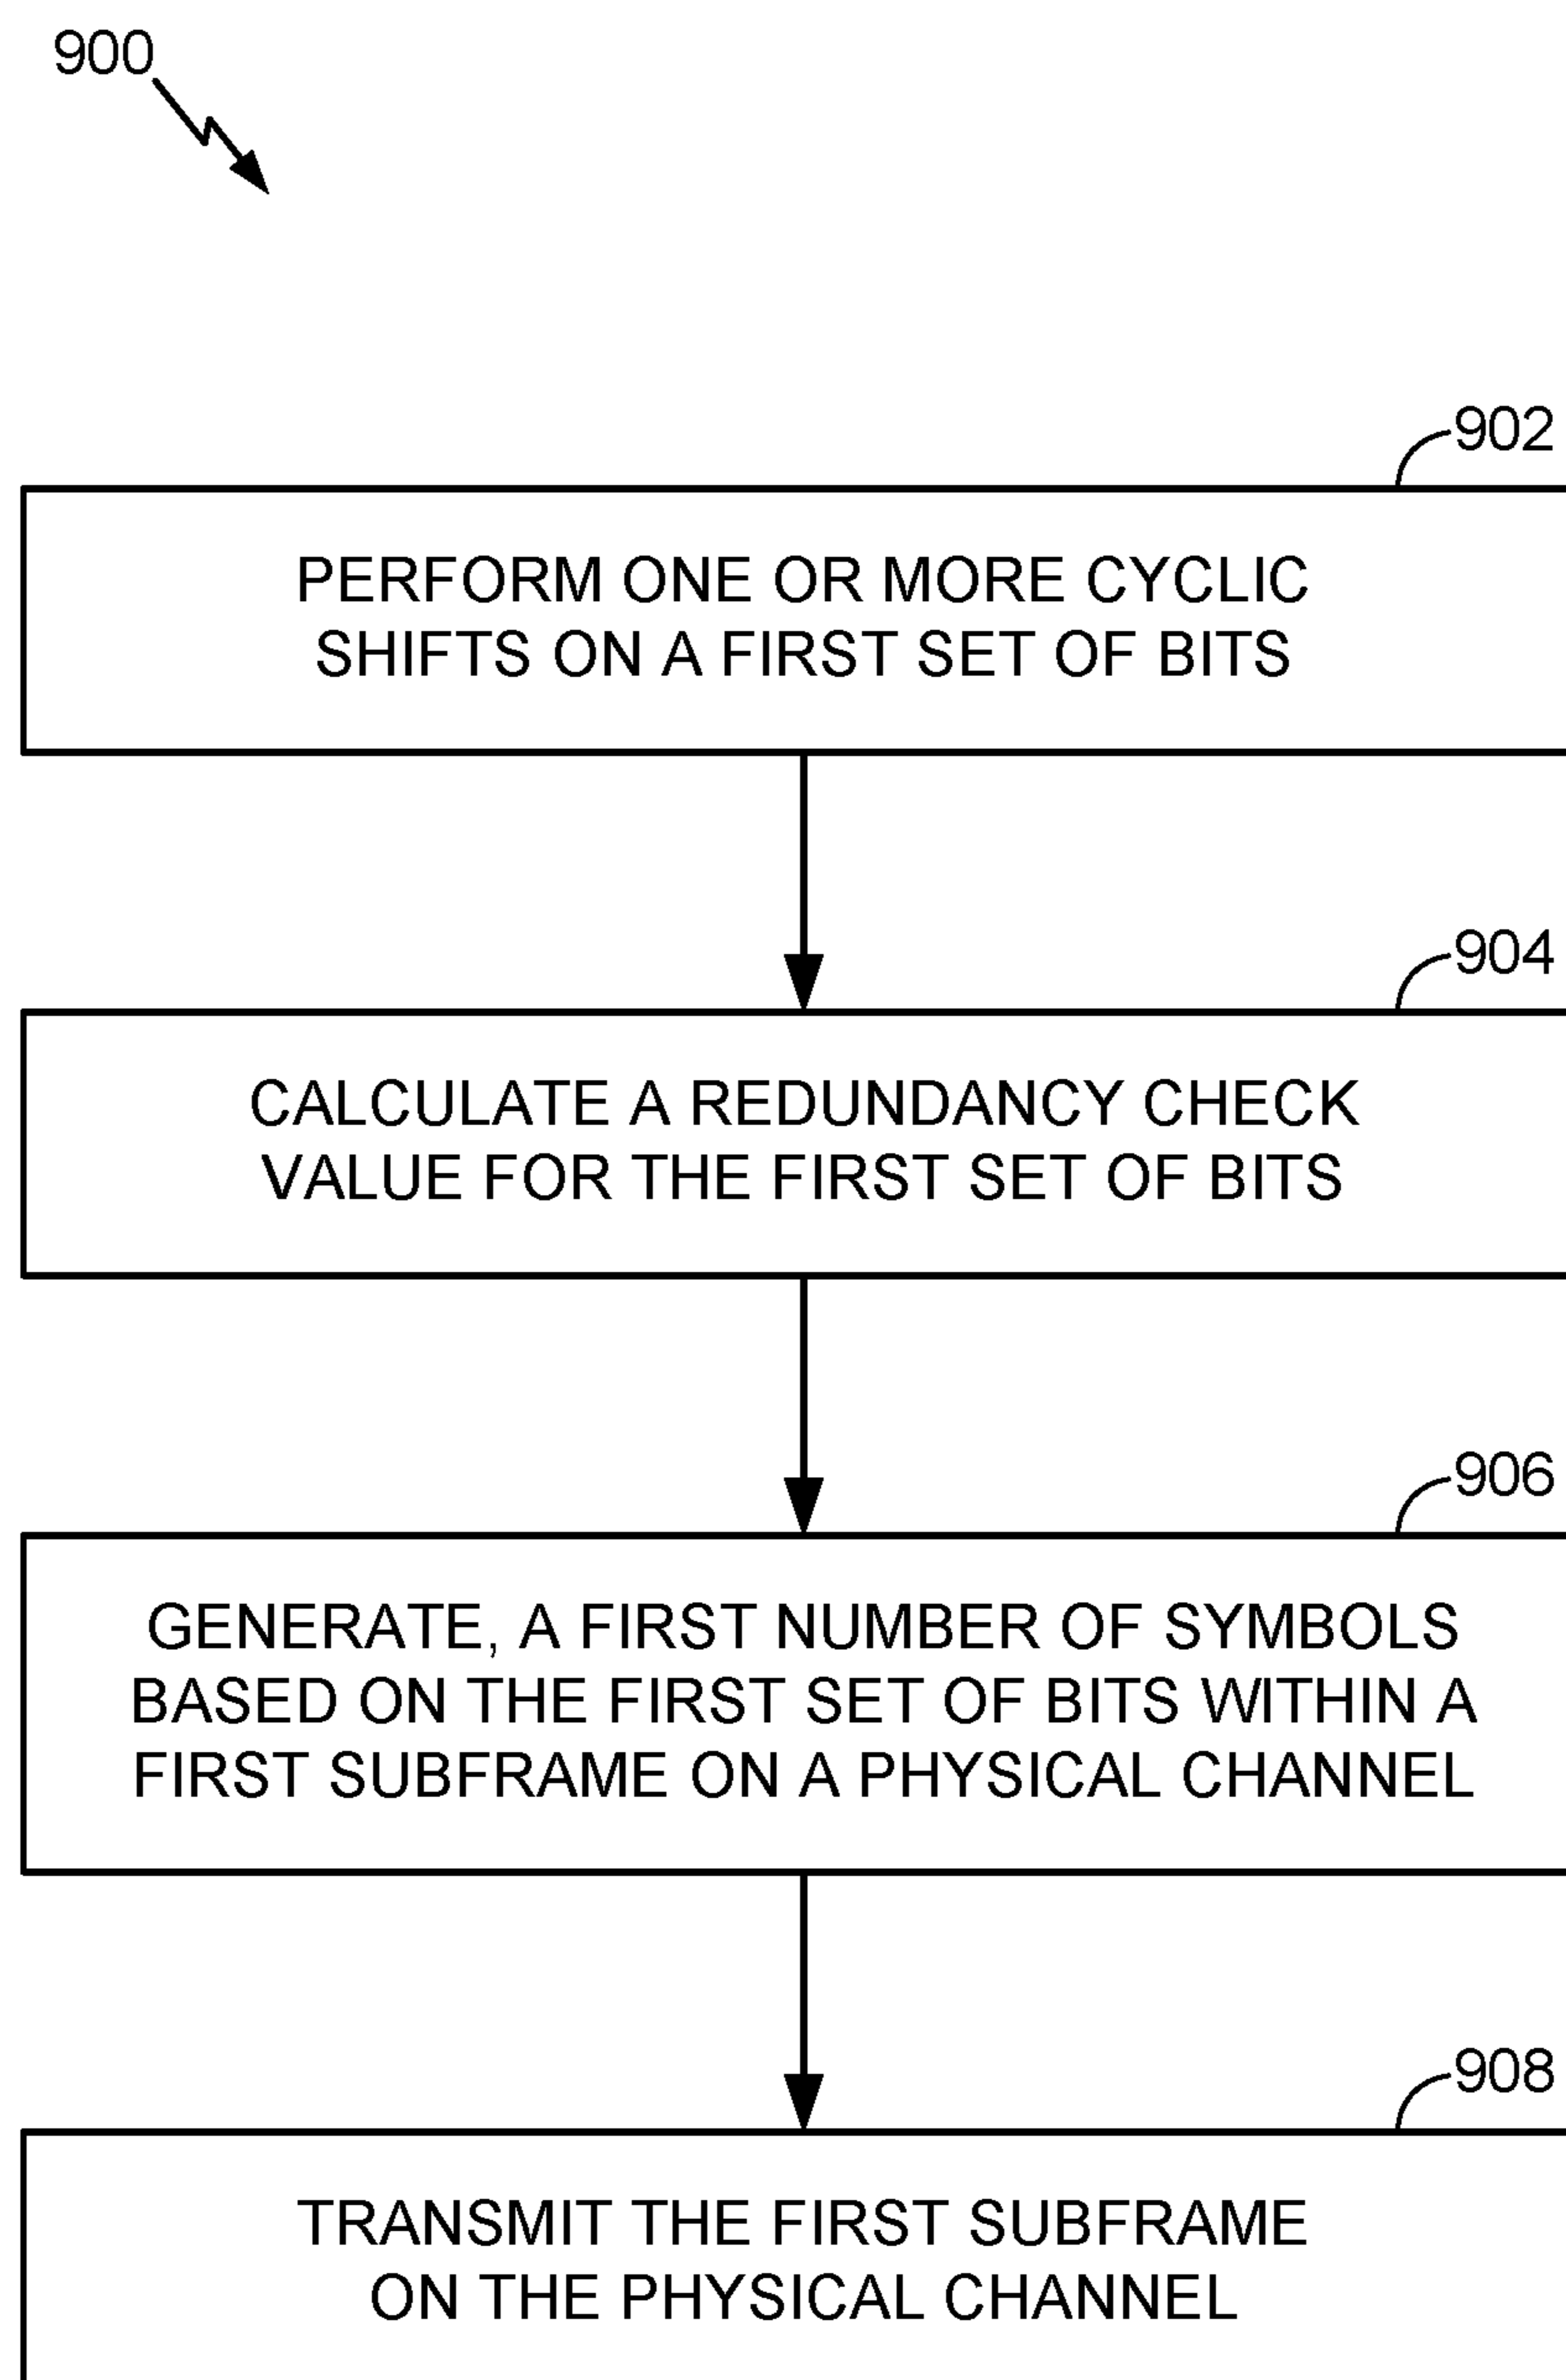 900
902
PERFORM ONE OR MORE CYCLIC
SHIFTS ON A FIRST SET OF BITS
904
CALCULATE A REDUNDANCY CHECK
VALUE FOR THE FIRST SET OF BITS
906
GENERATE, A FIRST NUMBER OF SYMBOLS
BASED ON THE FIRST SET OF BITS WITHIN A
FIRST SUBFRAME ON A PHYSICAL CHANNEL
908
TRANSMIT THE FIRST SUBFRAME
ON THE PHYSICAL CHANNEL